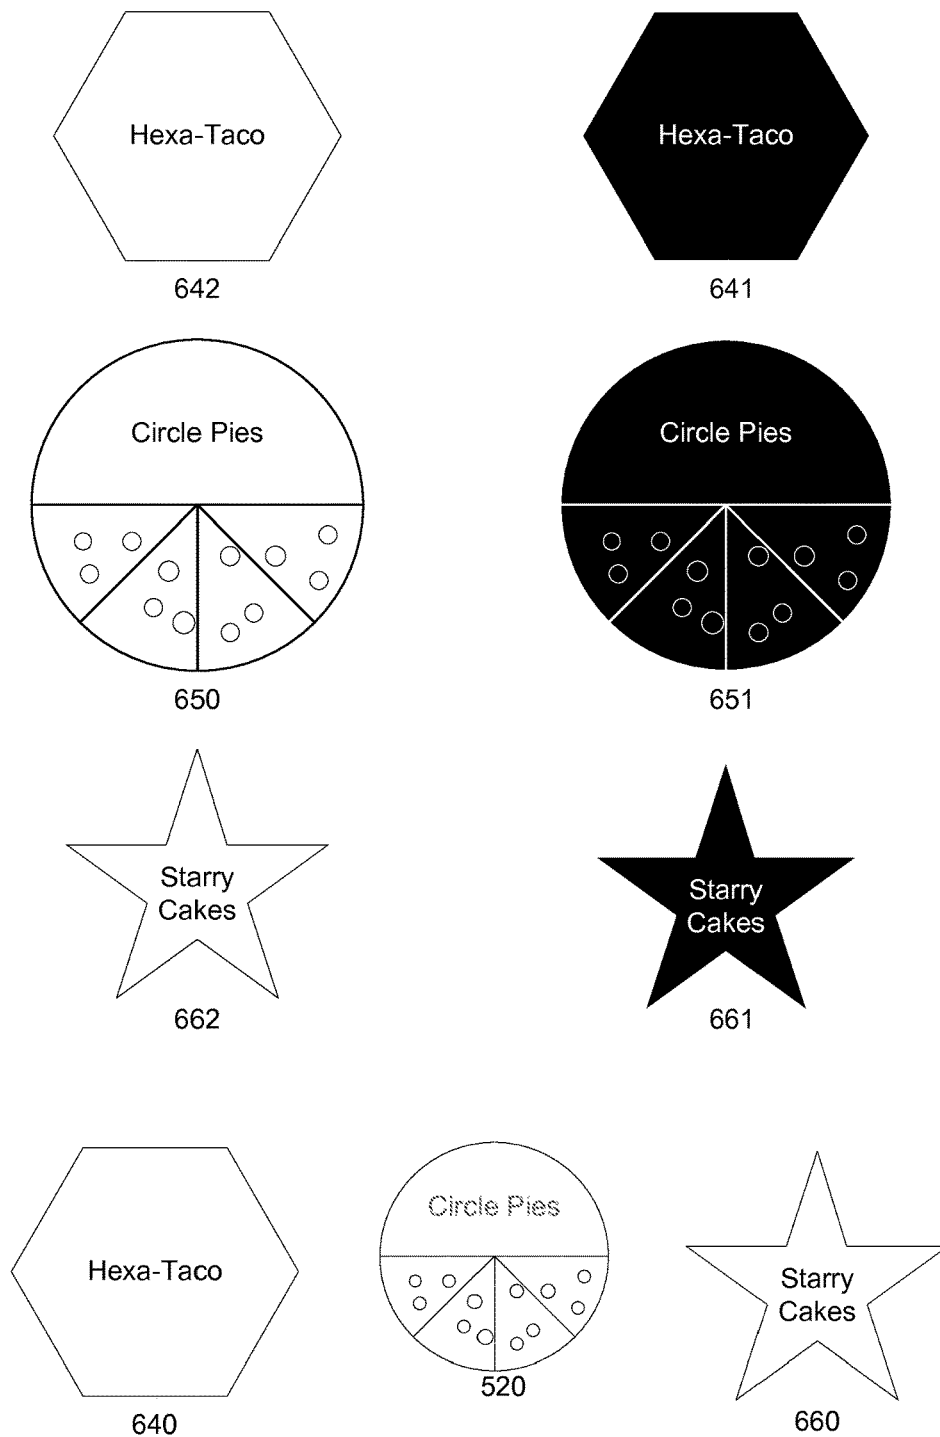 Hexa-Taco
Hexa-Taco
642
641
Circle Pies
Circle Pies
650
651
Starry
Cakes
Starry
Cakes
662
661
Hexa-Taco
Circle Pies
Starry
Cakes
640
520
660